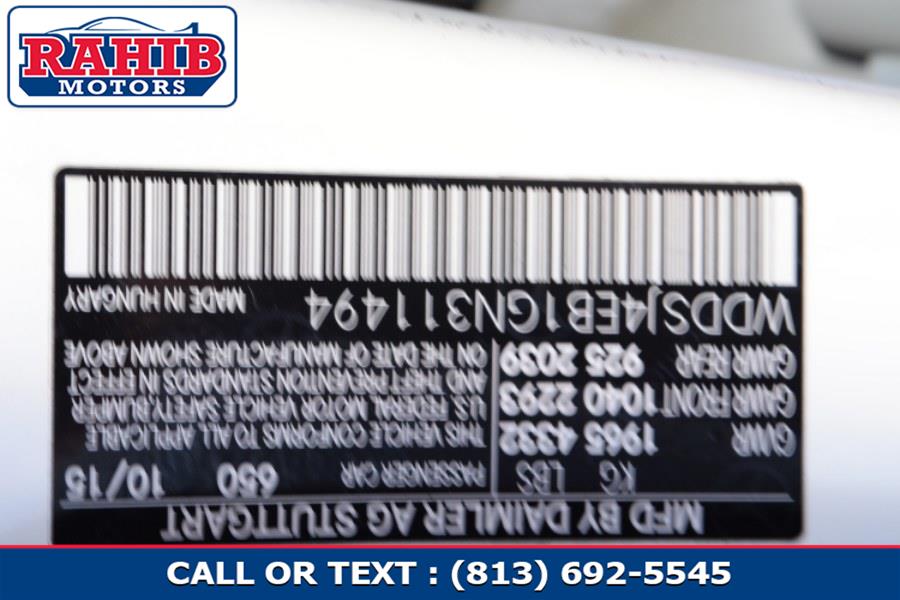 RAHIB
MOTORS
MFD BY DAIMLER AG STUTTGART
KG LBS
GVWR 1965 4332
GAWR FRONT 1040 2293
GAWR REAR 925 2039
PASSENGER CAR 650 10/15
THIS VEHICLE CONFORMS TO ALL APPLICABLE
U.S. FEDERAL MOTOR VEHICLE SAFETY, BUMPER
AND THEFT PREVENTION STANDARDS IN EFFECT
ON THE DATE OF MANUFACTURE SHOWN ABOVE
WDDSJ4EB1GN311494 MADE IN HUNGARY
CALL OR TEXT : (813) 692-5545